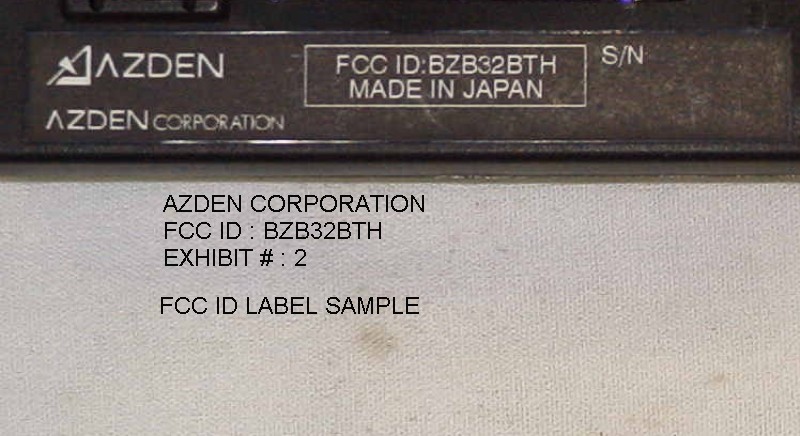 AZDEN
FCC ID:BZB32BTH
S/N
MADE IN JAPAN
AZDEN CORPORATION
AZDEN CORPORATION
FCC ID : BZB32BTH
EXHIBIT # : 2
FCC ID LABEL SAMPLE